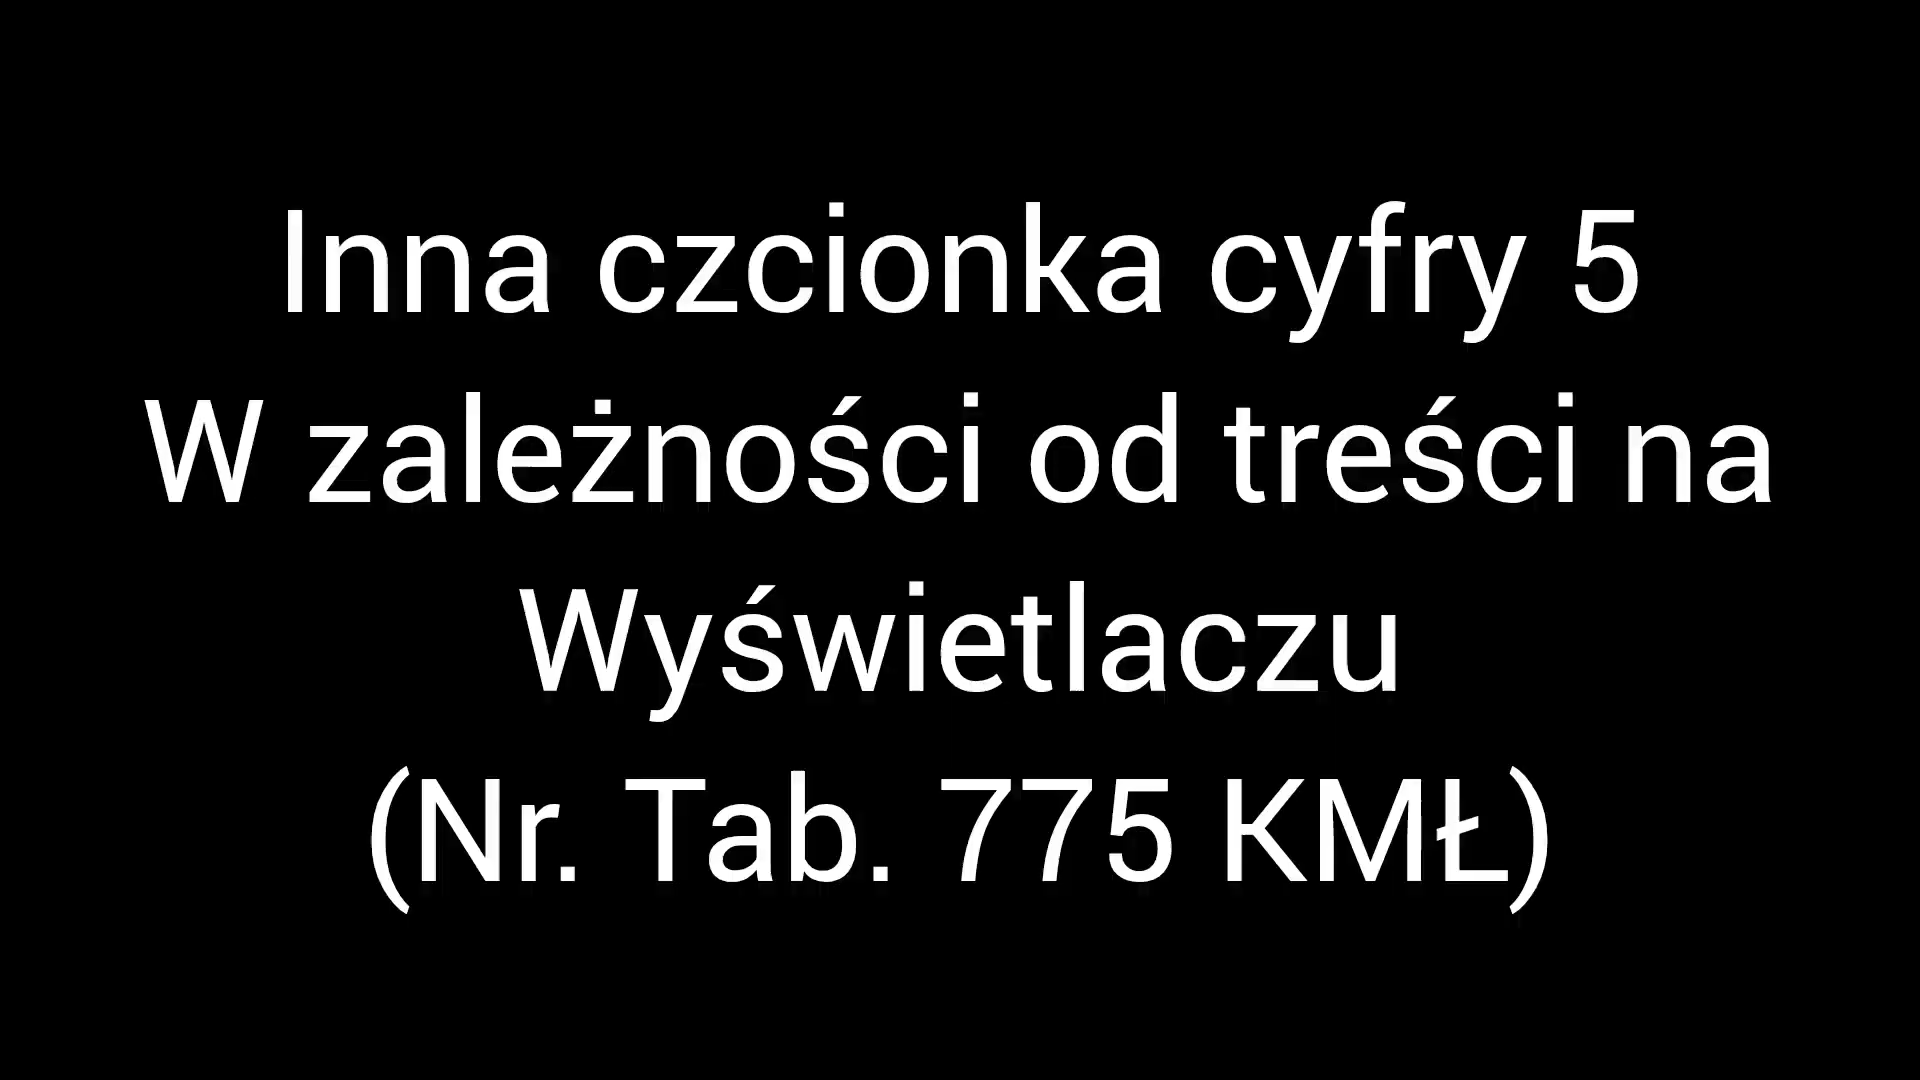 Inna czcionka cyfry 5
W zależności od treści na
Wyświetlaczu
(Nr. Tab. 775 KMŁ)